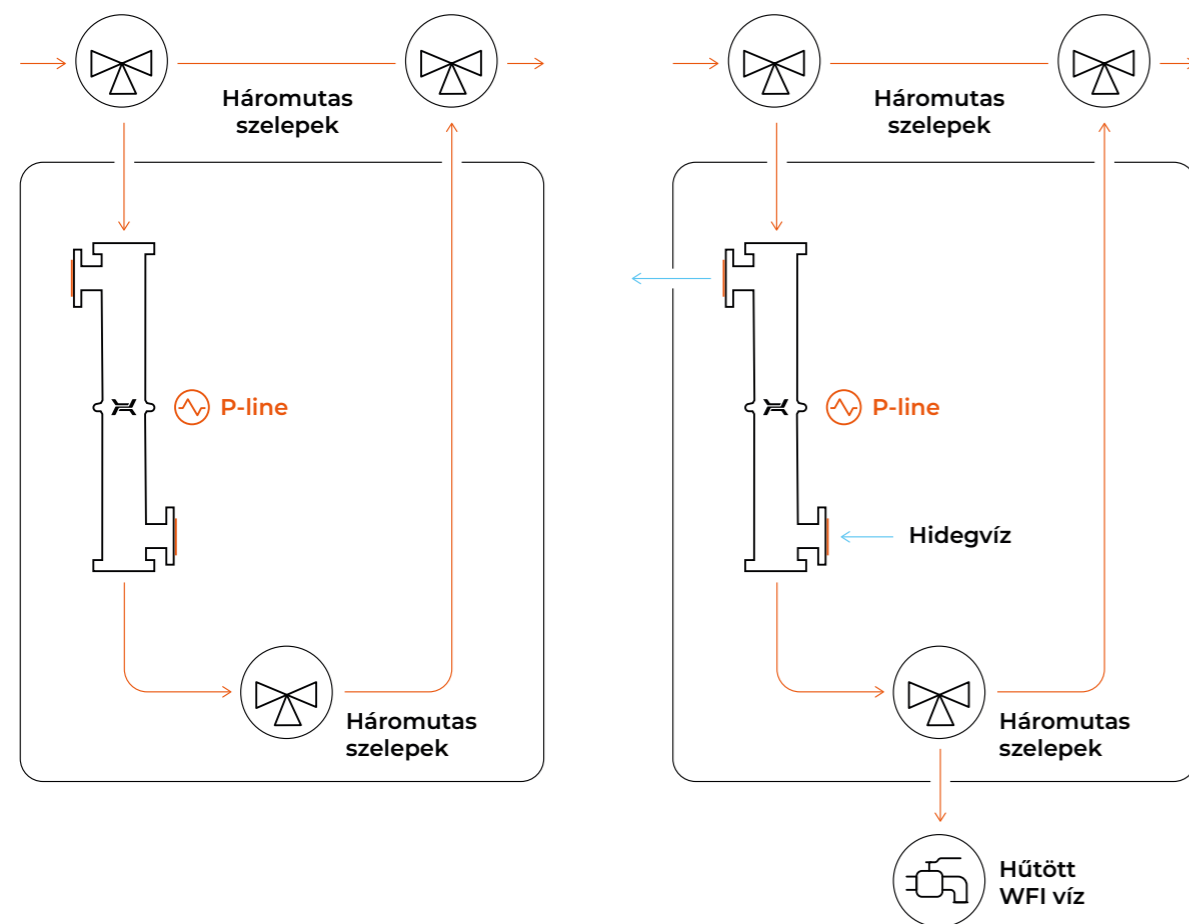 Háromutas
szelepek
P-line
Háromutas
szelepek
Háromutas
szelepek
P-line
Hidegvíz
Háromutas
szelepek
Hűtött
WFI víz